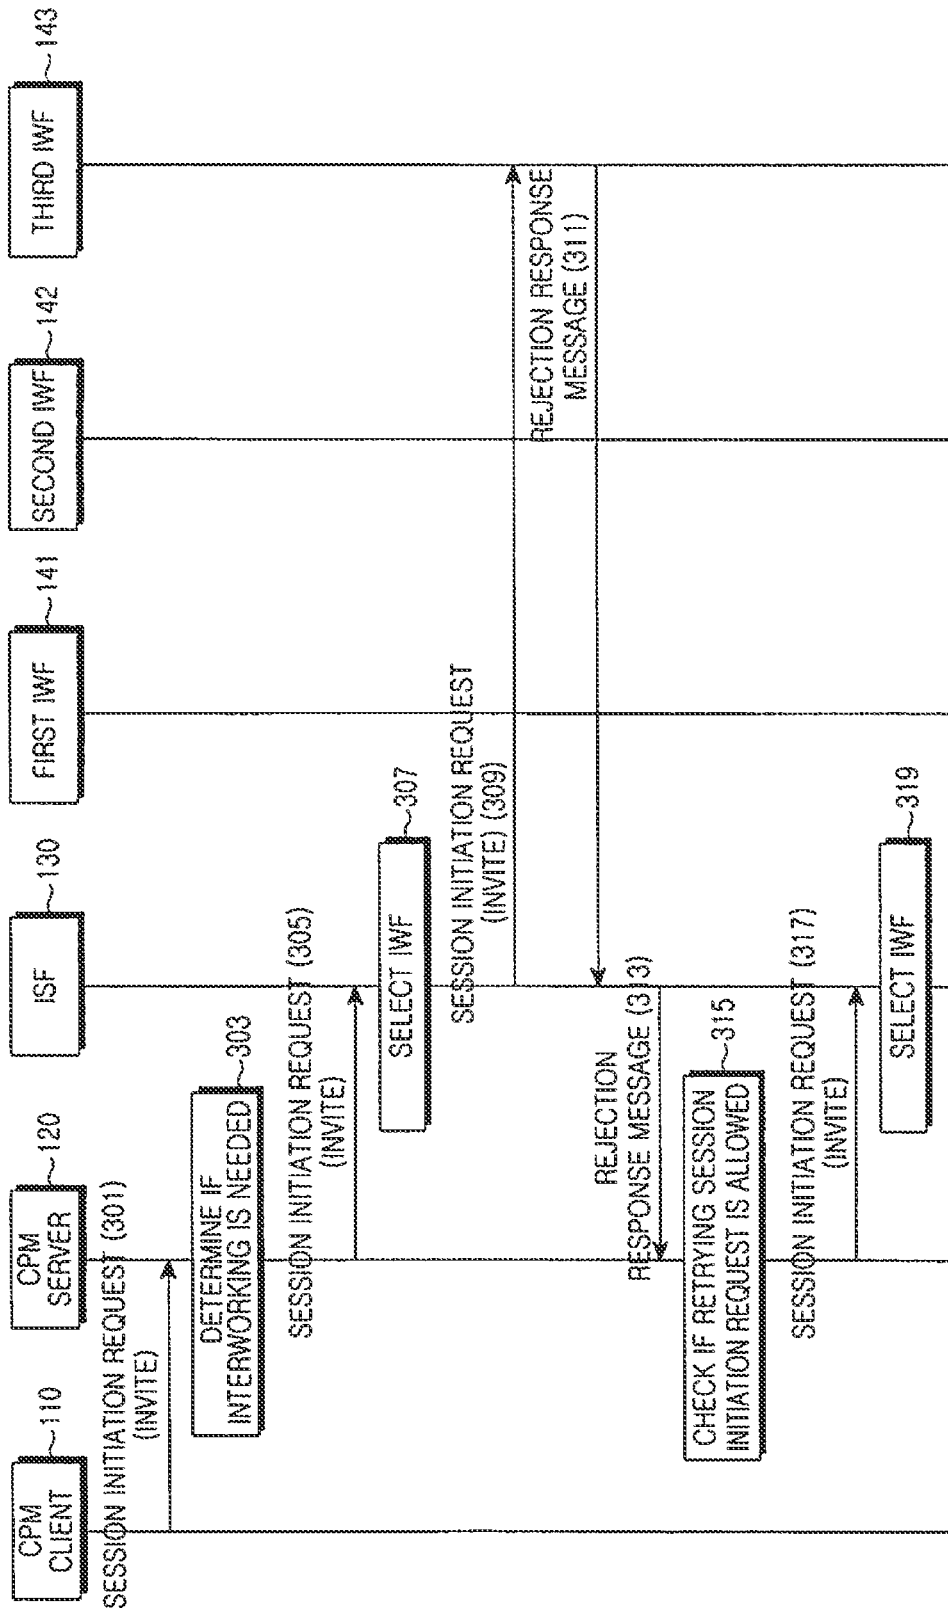 CPM
CLIENT
110
CPM
SERVER
120
ISF
130
FIRST IWF
141
SECOND IWF
142
THIRD IWF
143
SESSION INITIATION REQUEST (301)
(INVITE)
DETERMINE IF
INTERWORKING IS NEEDED
303
SESSION INITIATION REQUEST (305)
(INVITE)
SELECT IWF
307
SESSION INITIATION REQUEST
(INVITE) (309)
REJECTION RESPONSE
MESSAGE (311)
REJECTION
RESPONSE MESSAGE (313)
CHECK IF RETRYING SESSION
INITIATION REQUEST IS ALLOWED
315
SESSION INITIATION REQUEST (317)
(INVITE)
SELECT IWF
319